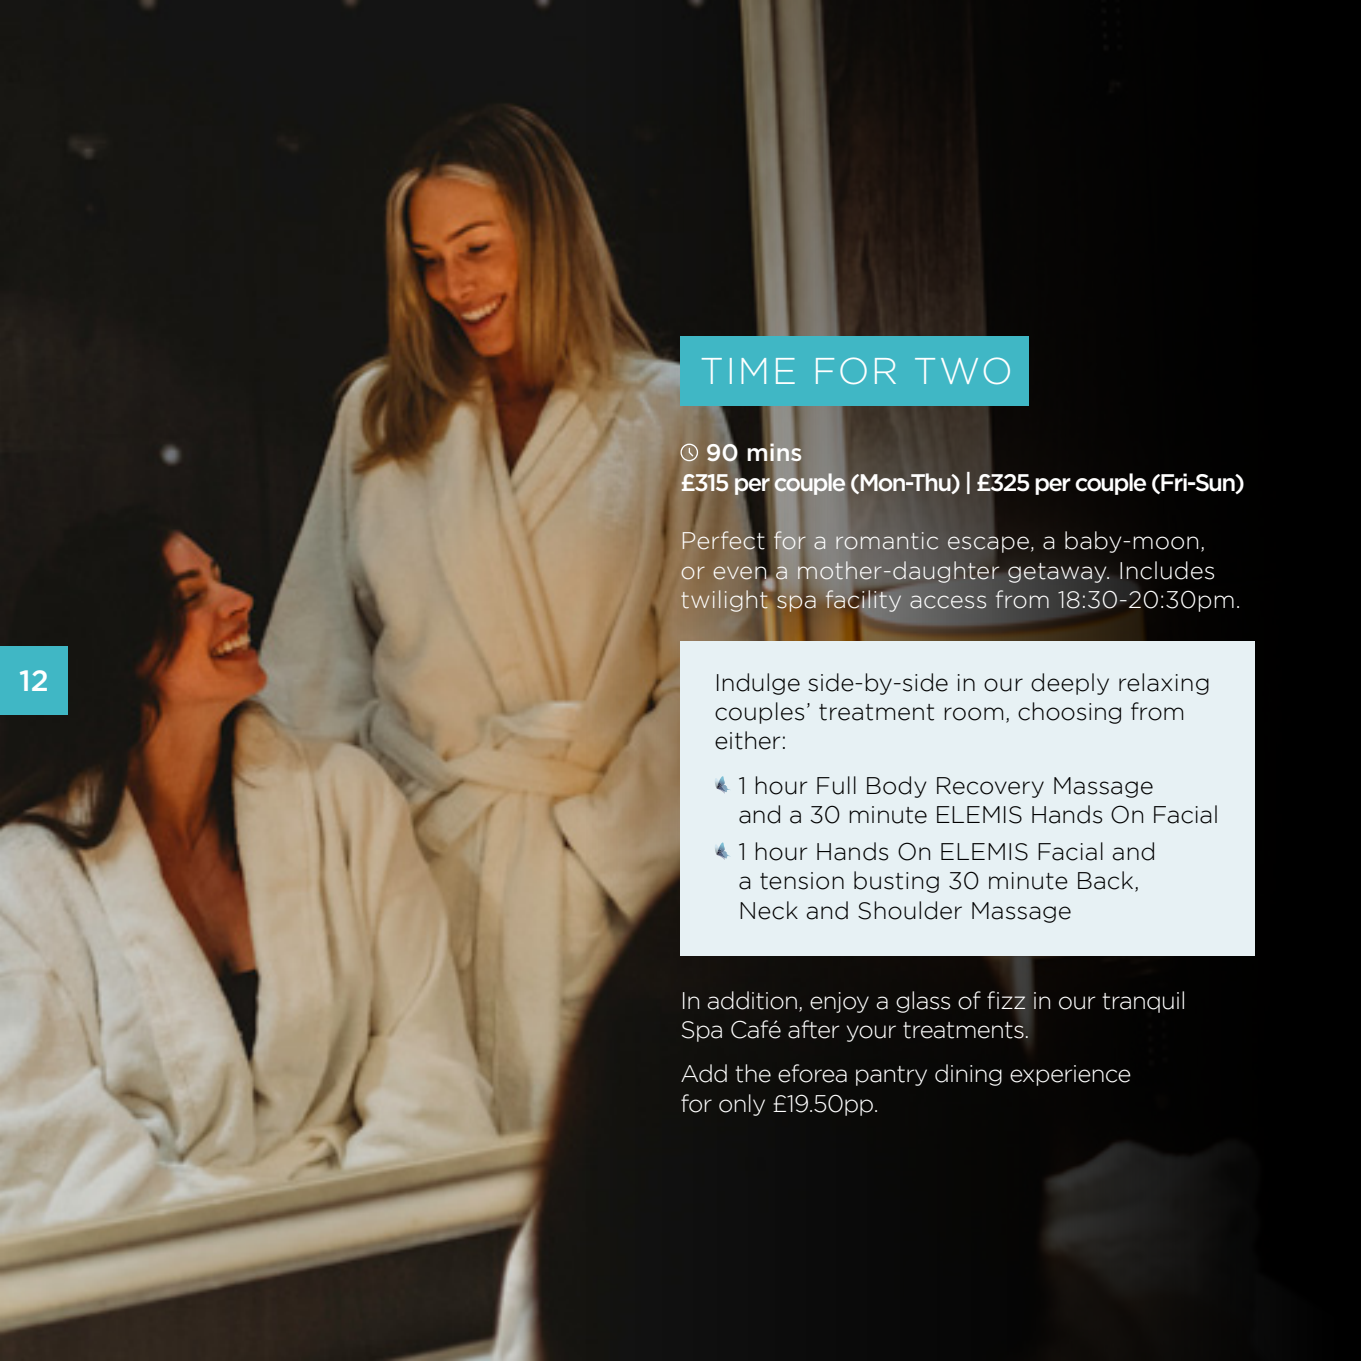 TIME FOR TWO
90 mins
£315 per couple (Mon-Thu) | £325 per couple (Fri-Sun)
Perfect for a romantic escape, a baby-moon,
or even a mother-daughter getaway. Includes
twilight spa facility access from 18:30-20:30pm.
12
Indulge side-by-side in our deeply relaxing
couples’ treatment room, choosing from
either:
1 hour Full Body Recovery Massage
and a 30 minute ELEMIS Hands On Facial
1 hour Hands On ELEMIS Facial and
a tension busting 30 minute Back,
Neck and Shoulder Massage
In addition, enjoy a glass of fizz in our tranquil
Spa Café after your treatments.
Add the eforea pantry dining experience
for only £19.50pp.